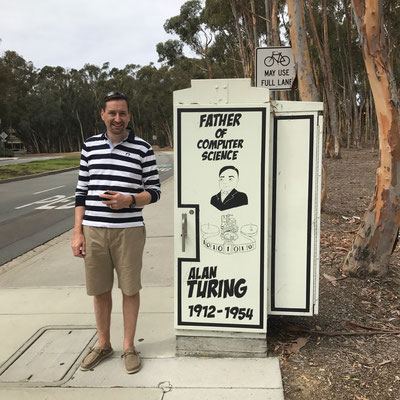 MAY USE
FULL LANE
FATHER
OF
COMPUTER
SCIENCE
ALAN
TURING
1912-1954